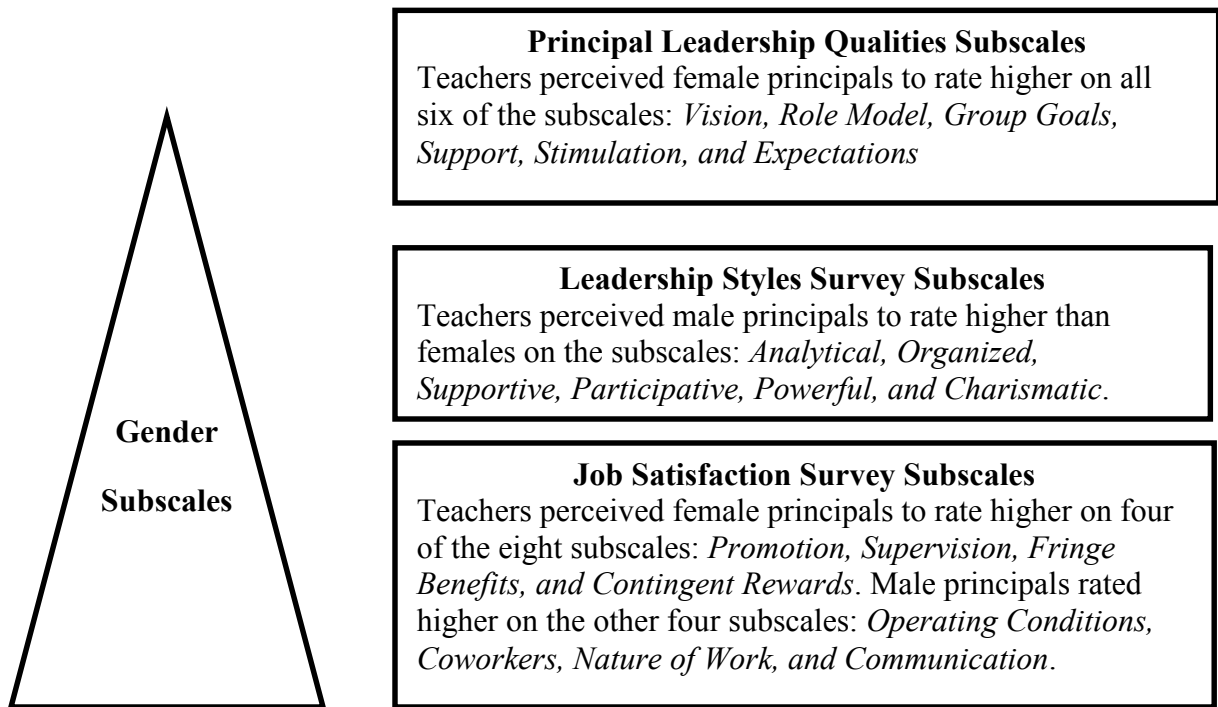 Principal Leadership Qualities Subscales
Teachers perceived female principals to rate higher on all
six of the subscales: Vision, Role Model, Group Goals,
Support, Stimulation, and Expectations
Leadership Styles Survey Subscales
Teachers perceived male principals to rate higher than
females on the subscales: Analytical, Organized,
Supportive, Participative, Powerful, and Charismatic.
Gender
Subscales
Job Satisfaction Survey Subscales
Teachers perceived female principals to rate higher on four
of the eight subscales: Promotion, Supervision, Fringe
Benefits, and Contingent Rewards. Male principals rated
higher on the other four subscales: Operating Conditions,
Coworkers, Nature of Work, and Communication.